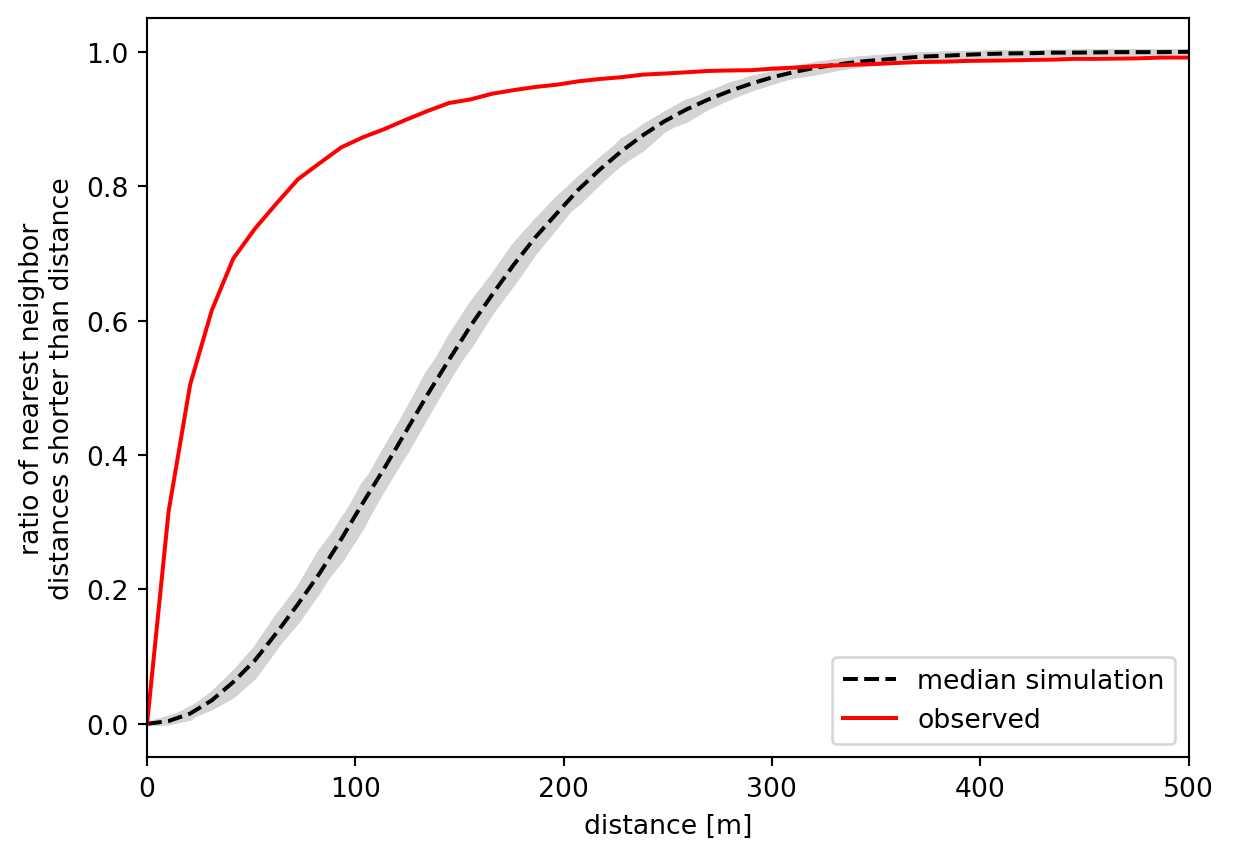 1.0
0.8
0.6
0.4
0.2
0.0
ratio of nearest neighbor
distances shorter than distance
median simulation
observed
0 100 200 300 400 500
distance [m]